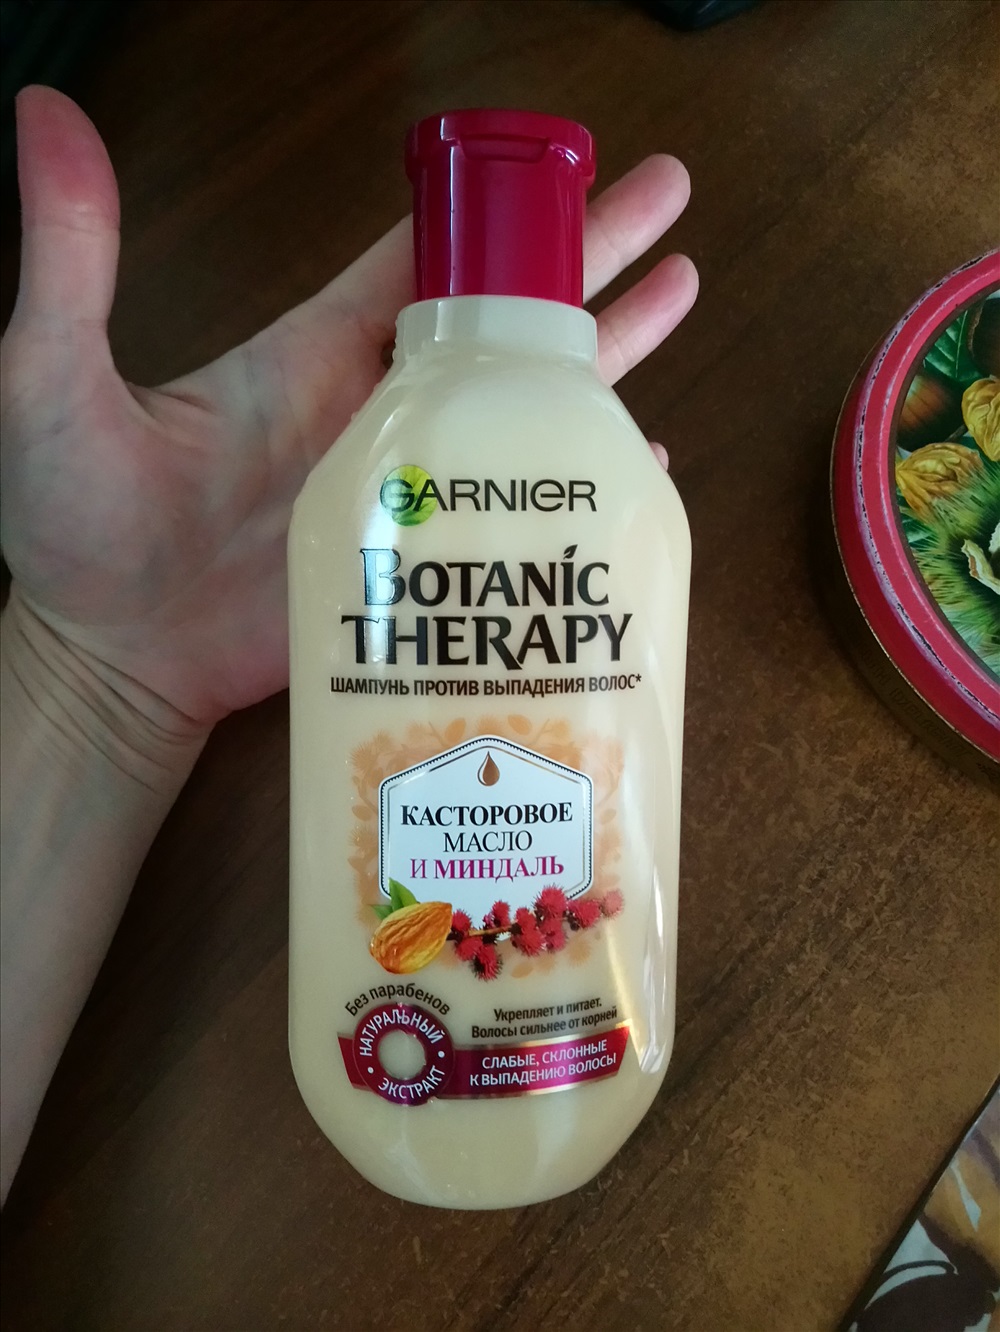 GARNIER
BOTANIC
THERAPY
ШАМПУНЬ ПРОТИВ ВЫПАДЕНИЯ ВОЛОС*
КАСТОРОВОЕ
МАСЛО
И МИНДАЛЬ
Без парабенов
НАТУРАЛЬНЫЙ
ЭКСТРАКТ
Укрепляет и питает.
Волосы сильнее от корней
СЛАБЫЕ, СКЛОННЫЕ
К ВЫПАДЕНИЮ ВОЛОСЫ